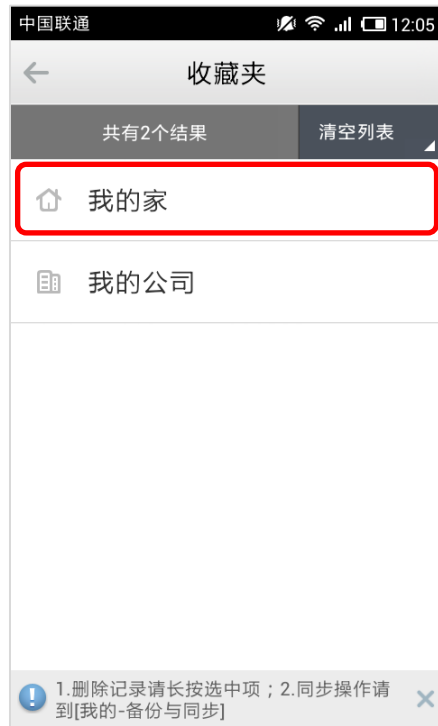 中国联通 12:05
收藏夹
共有2个结果 清空列表
我的家
我的公司
1.删除记录请长按选中项；2.同步操作请
到[我的-备份与同步]